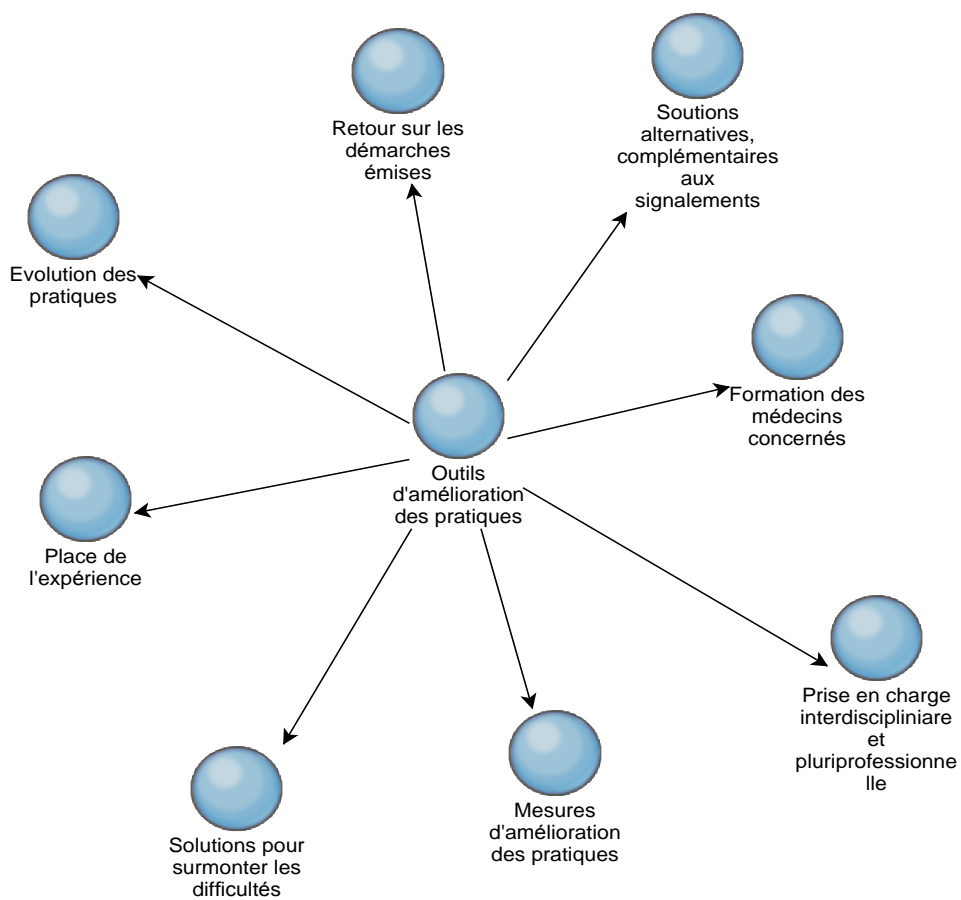 Retour sur les
démarches
émises
Soutions
alternatives,
complémentaires
aux
signalements
Evolution des
pratiques
Formation des
médecins
concernés
Outils
d'amélioration
des pratiques
Place de
l'expérience
Prise en charge
interdiscipliniare
et
pluriprofessionne
lle
Mesures
d'amélioration
des pratiques
Solutions pour
surmonter les
difficultés